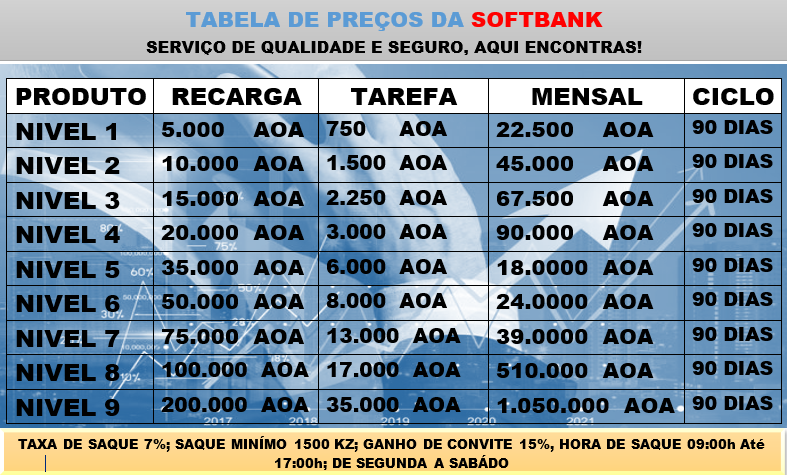 TABELA DE PREÇOS DA SOFTBANK
SERVIÇO DE QUALIDADE E SEGURO, AQUI ENCONTRAS!
PRODUTO RECARGA TAREFA MENSAL CICLO
NIVEL 1 5.000 AOA 750 AOA 22.500 AOA 90 DIAS
NIVEL 2 10.000 AOA 1.500 AOA 45.000 AOA 90 DIAS
NIVEL 3 15.000 AOA 2.250 AOA 67.500 AOA 90 DIAS
NIVEL 4 20.000 AOA 3.000 AOA 90.000 AOA 90 DIAS
NIVEL 5 35.000 AOA 6.000 AOA 18.0000 AOA 90 DIAS
NIVEL 6 50.000 AOA 8.000 AOA 24.0000 AOA 90 DIAS
NIVEL 7 75.000 AOA 13.000 AOA 39.0000 AOA 90 DIAS
NIVEL 8 100.000 AOA 17.000 AOA 510.000 AOA 90 DIAS
NIVEL 9 200.000 AOA 35.000 AOA 1.050.000 AOA 90 DIAS
2017 2018 2019 2020 2021
TAXA DE SAQUE 7%; SAQUE MINÍMO 1500 KZ; GANHO DE CONVITE 15%, HORA DE SAQUE 09:00h Até
17:00h; DE SEGUNDA A SABÁDO